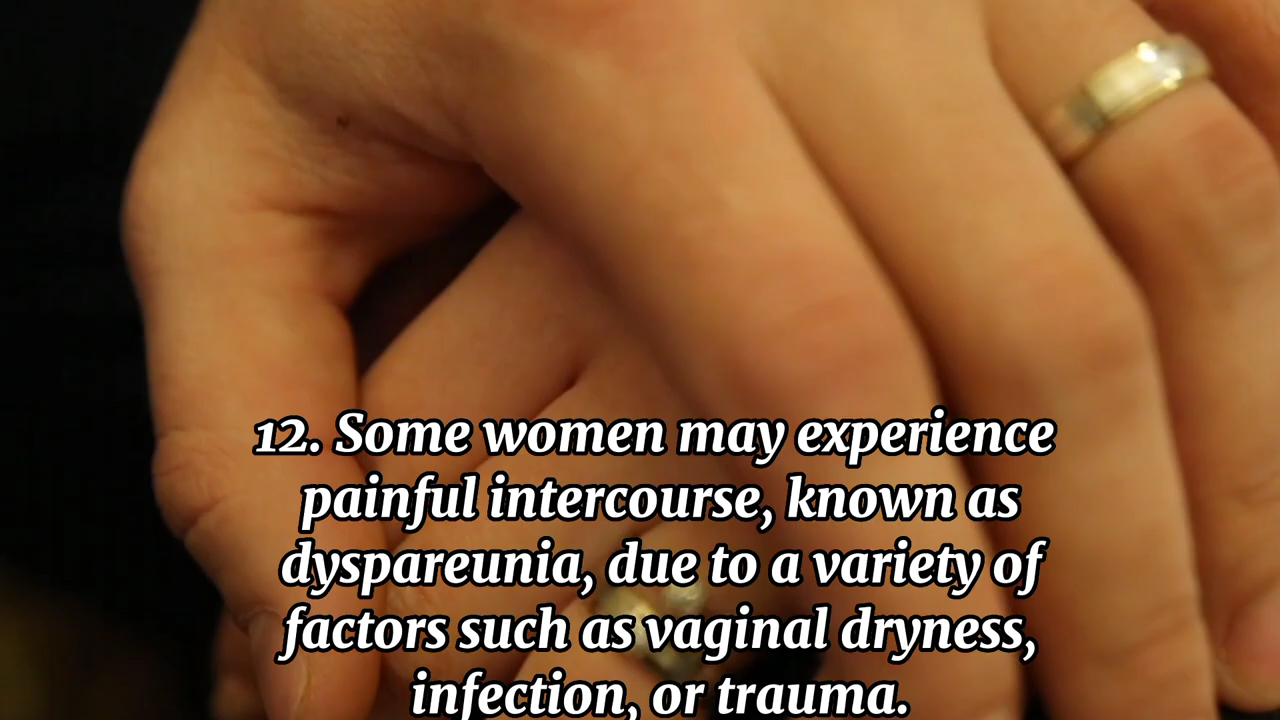 12. Some women may experience
painful intercourse, known as
dyspareunia, due to a variety of
factors such as vaginal dryness,
infection, or trauma.